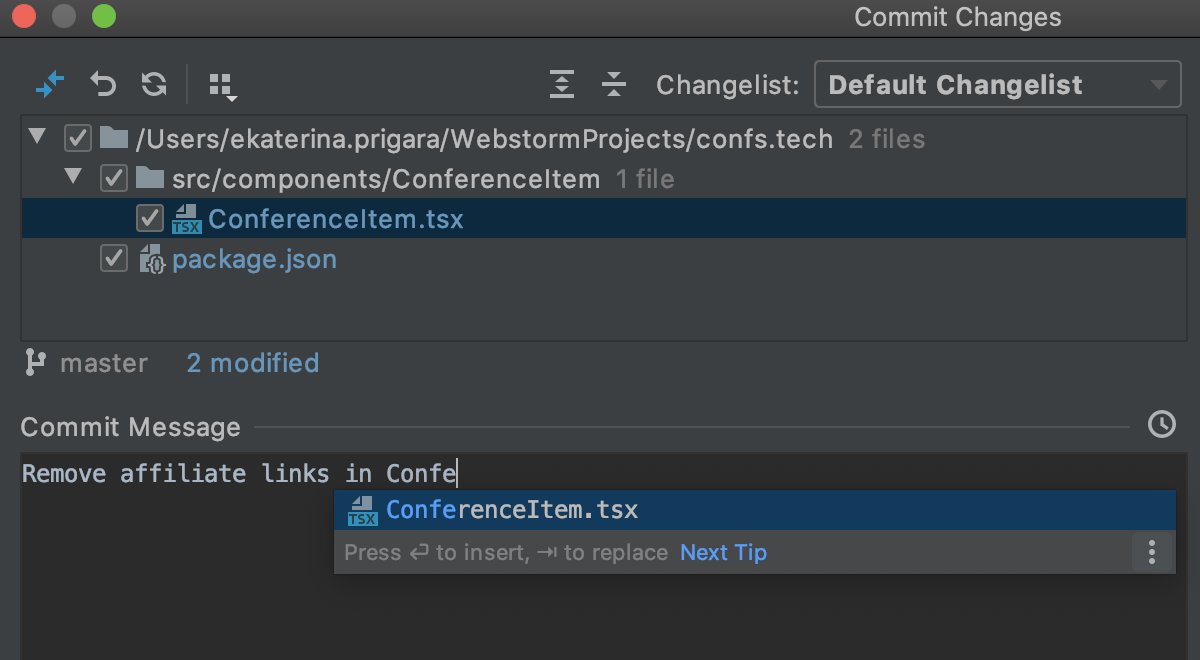 Commit Changes
Changelist: Default Changelist
/Users/ekaterina.prigara/WebstormProjects/confs.tech 2 files
src/components/ConferenceItem 1 file
TSX ConferenceItem.tsx
package.json
master 2 modified
Commit Message
Remove affiliate links in Confe
TSX ConferenceItem.tsx
Press ↩ to insert, ⇥ to replace Next Tip